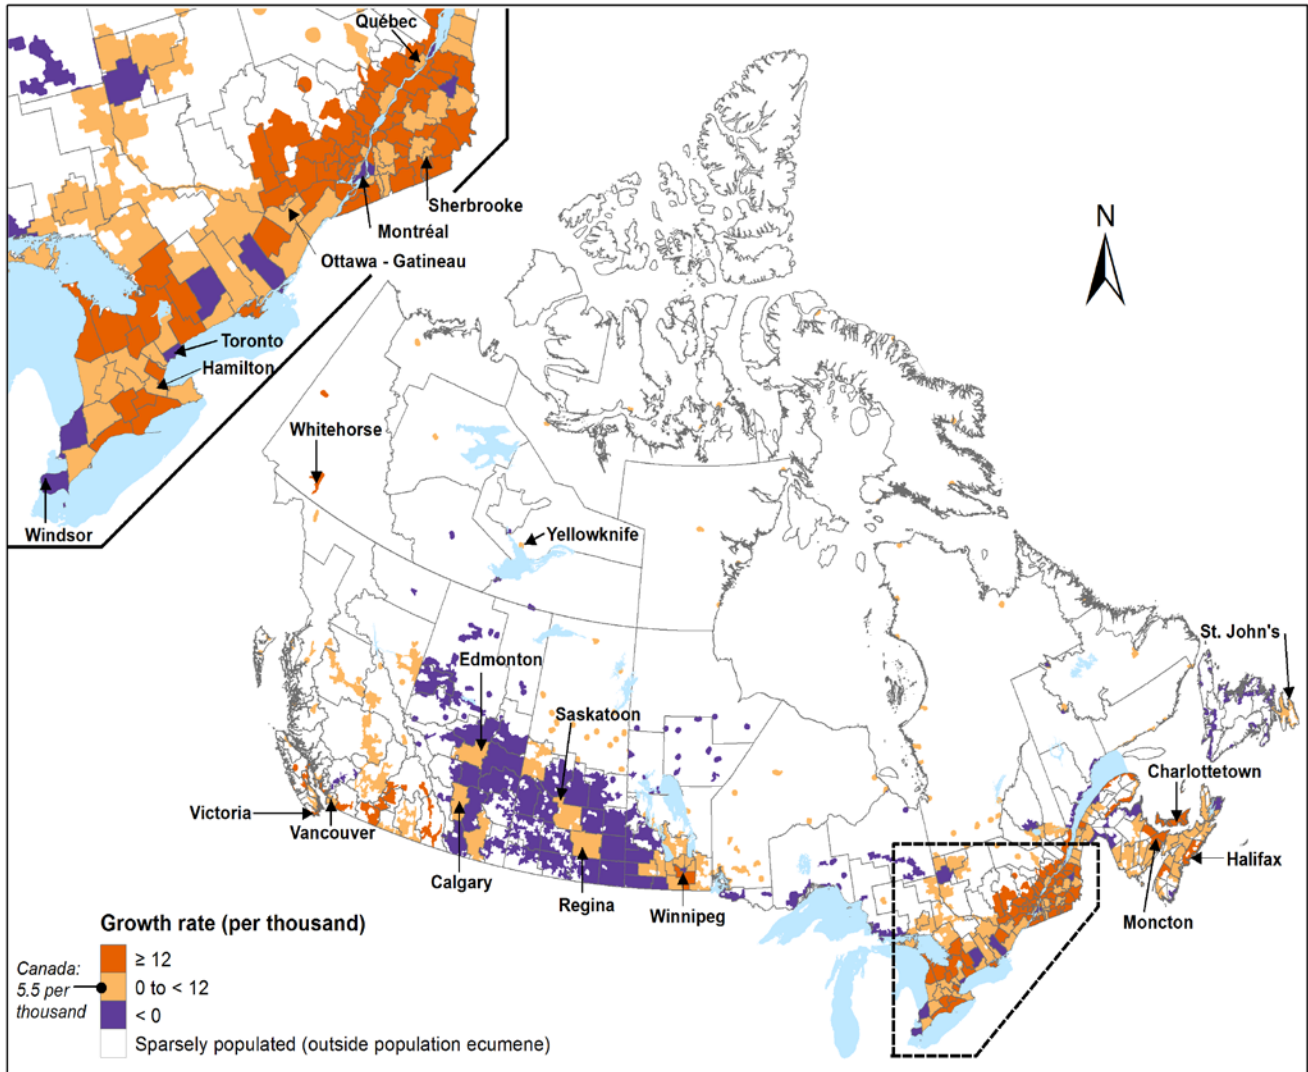 Québec
Sherbrooke
Montréal
Ottawa - Gatineau
Toronto
Hamilton
Windsor
N
Whitehorse
Yellowknife
St. John's
Edmonton
Saskatoon
Charlottetown
Victoria
Vancouver
Halifax
Calgary
Regina
Winnipeg
Moncton
Growth rate (per thousand)
Canada:
5.5 per
thousand
≥ 12
0 to < 12
< 0
Sparsely populated (outside population ecumene)